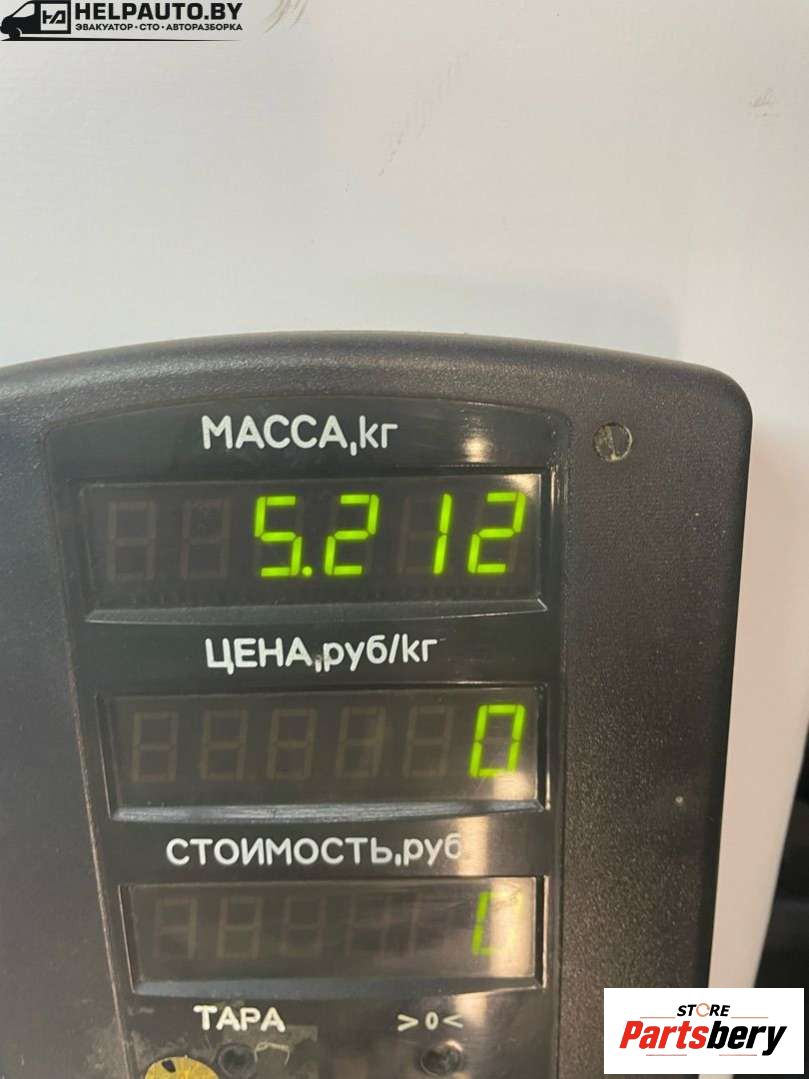 HELPAUTO.BY
ЭВАКУАТОР•СТО•АВТОРАЗБОРКА
МАССА,кг
5.212
ЦЕНА,руб/кг
0
СТОИМОСТЬ,руб
0
ТАРА >0<
STORE
Partsbery